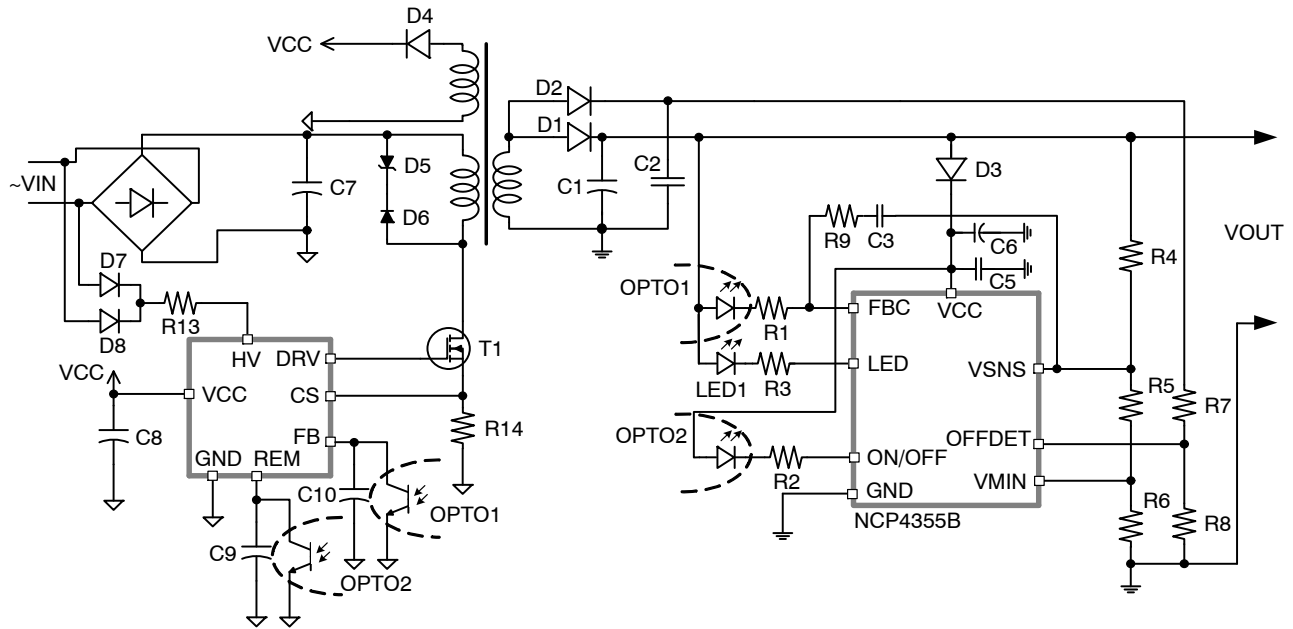 D4
VCC
D2
D1
~VIN
C7
D5
D6
C1
C2
D3
R9
C3
C6
R4
VOUT
C5
OPTO1
R1
FBC
VCC
D7
D8
R13
HV
DRV
T1
LED1
R3
LED
VSNS
VCC
VCC
CS
C8
FB
R14
R5
R7
OPTO2
R2
ON/OFF
OFFDET
GND
REM
GND
VMIN
C10
OPTO1
NCP4355B
R6
R8
C9
OPTO2